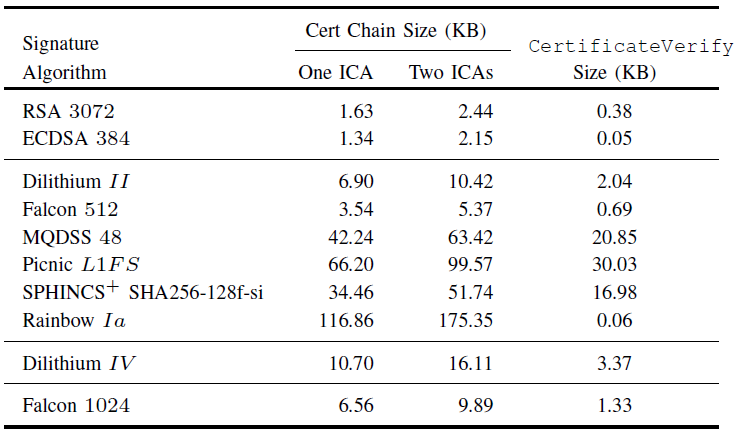 Signature Algorithm Cert Chain Size (KB) CertificateVerify Size (KB)
One ICA Two ICAs
RSA 3072 1.63 2.44 0.38
ECDSA 384 1.34 2.15 0.05
Dilithium II 6.90 10.42 2.04
Falcon 512 3.54 5.37 0.69
MQDSS 48 42.24 63.42 20.85
Picnic L1FS 66.20 99.57 30.03
SPHINCS+ SHA256-128f-si 34.46 51.74 16.98
Rainbow Ia 116.86 175.35 0.06
Dilithium IV 10.70 16.11 3.37
Falcon 1024 6.56 9.89 1.33